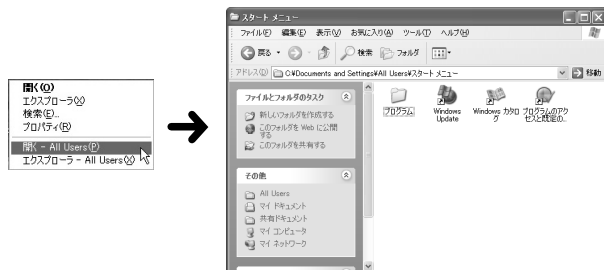 開く(O)
エクスプローラ(X)
検索(E)...
プロパティ(R)
開く - All Users(P)
エクスプローラ - All Users(X)
スタート メニュー
ファイル(F) 編集(E) 表示(V) お気に入り(A) ツール(T) ヘルプ(H)
戻る 検索 フォルダ
アドレス(D) C:¥Documents and Settings¥All Users¥スタート メニュー 移動
ファイルとフォルダのタスク
新しいフォルダを作成する
このフォルダを Web に公開
する
このフォルダを共有する
その他
All Users
マイ ドキュメント
共有ドキュメント
マイ コンピュータ
マイ ネットワーク
プログラム
Windows
Update
Windows カタロ
グ
プログラムのアク
セスと既定の...